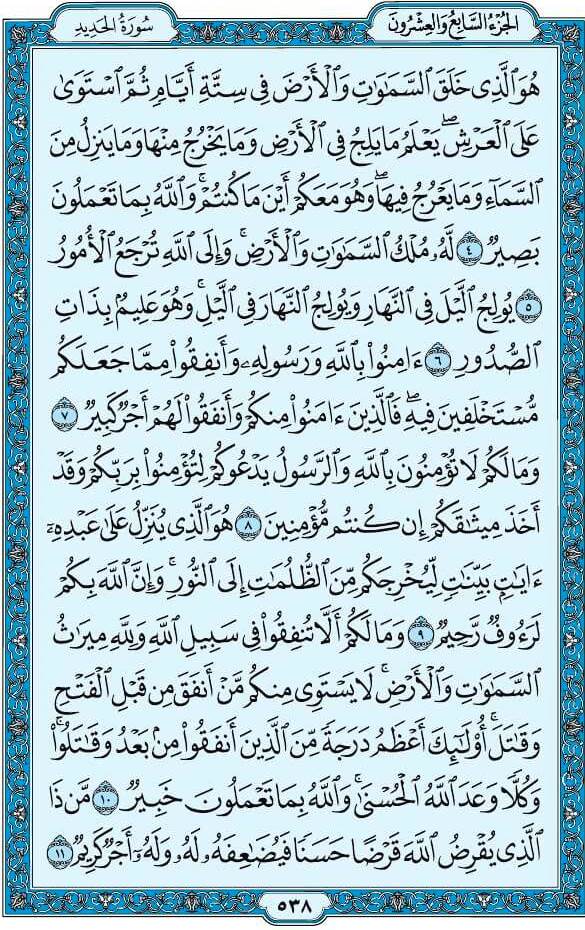 الجزء السابع والعشرون
سورة الحديد
هُوَ ٱلَّذِى خَلَقَ ٱلسَّمَٰوَٰتِ وَٱلْأَرْضَ فِى سِتَّةِ أَيَّامٍ ثُمَّ ٱسْتَوَىٰ
عَلَى ٱلْعَرْشِ ۖ يَعْلَمُ مَا يَلِجُ فِى ٱلْأَرْضِ وَمَا يَخْرُجُ مِنْهَا وَمَا يَنزِلُ مِنَ
ٱلسَّمَآءِ وَمَا يَعْرُجُ فِيهَا ۖ وَهُوَ مَعَكُمْ أَيْنَ مَا كُنتُمْ ۚ وَٱللَّهُ بِمَا تَعْمَلُونَ
بَصِيرٌ ٤ لَّهُۥ مُلْكُ ٱلسَّمَٰوَٰتِ وَٱلْأَرْضِ ۚ وَإِلَى ٱللَّهِ تُرْجَعُ ٱلْأُمُورُ
٥ يُولِجُ ٱلَّيْلَ فِى ٱلنَّهَارِ وَيُولِجُ ٱلنَّهَارَ فِى ٱلَّيْلِ ۚ وَهُوَ عَلِيمٌۢ بِذَاتِ
ٱلصُّدُورِ ٦ ءَامِنُوا۟ بِٱللَّهِ وَرَسُولِهِۦ وَأَنفِقُوا۟ مِمَّا جَعَلَكُم
مُّسْتَخْلَفِينَ فِيهِ ۖ فَٱلَّذِينَ ءَامَنُوا۟ مِنكُمْ وَأَنفَقُوا۟ لَهُمْ أَجْرٌ كَبِيرٌ ٧
وَمَا لَكُمْ لَا تُؤْمِنُونَ بِٱللَّهِ ۙ وَٱلرَّسُولُ يَدْعُوكُمْ لِتُؤْمِنُوا۟ بِرَبِّكُمْ وَقَدْ
أَخَذَ مِيثَٰقَكُمْ إِن كُنتُم مُّؤْمِنِينَ ٨ هُوَ ٱلَّذِى يُنَزِّلُ عَلَىٰ عَبْدِهِۦٓ
ءَايَٰتٍۭ بَيِّنَٰتٍ لِّيُخْرِجَكُم مِّنَ ٱلظُّلُمَٰتِ إِلَى ٱلنُّورِ ۚ وَإِنَّ ٱللَّهَ بِكُمْ
لَرَءُوفٌ رَّحِيمٌ ٩ وَمَا لَكُمْ أَلَّا تُنفِقُوا۟ فِى سَبِيلِ ٱللَّهِ وَلِلَّهِ مِيرَٰثُ
ٱلسَّمَٰوَٰتِ وَٱلْأَرْضِ ۚ لَا يَسْتَوِى مِنكُم مَّنْ أَنفَقَ مِن قَبْلِ ٱلْفَتْحِ
وَقَٰتَلَ ۚ أُو۟لَٰٓئِكَ أَعْظَمُ دَرَجَةً مِّنَ ٱلَّذِينَ أَنفَقُوا۟ مِنۢ بَعْدُ وَقَٰتَلُوا۟ ۚ
وَكُلًّا وَعَدَ ٱللَّهُ ٱلْحُسْنَىٰ ۚ وَٱللَّهُ بِمَا تَعْمَلُونَ خَبِيرٌ ١٠ مَّن ذَا
ٱلَّذِى يُقْرِضُ ٱللَّهَ قَرْضًا حَسَنًا فَيُضَٰعِفَهُۥ لَهُۥ وَلَهُۥٓ أَجْرٌ كَرِيمٌ ١١
٥٣٨